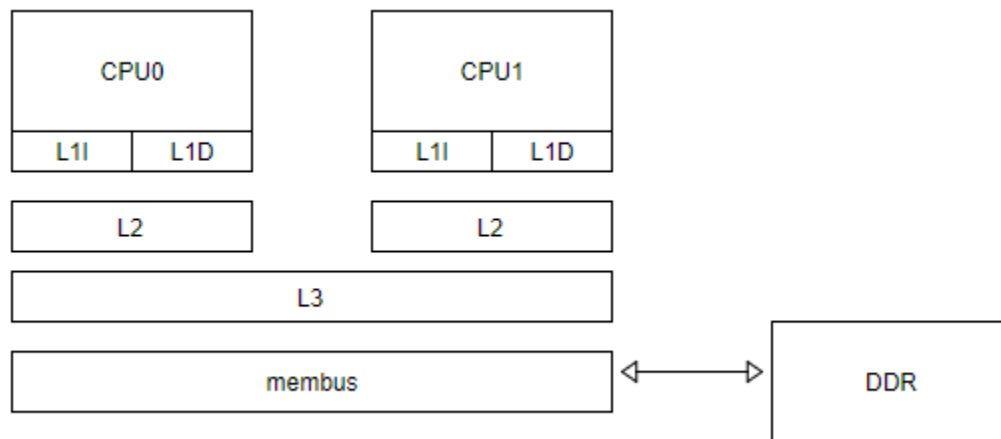 CPU0
CPU1
L1I
L1D
L1I
L1D
L2
L2
L3
membus
DDR